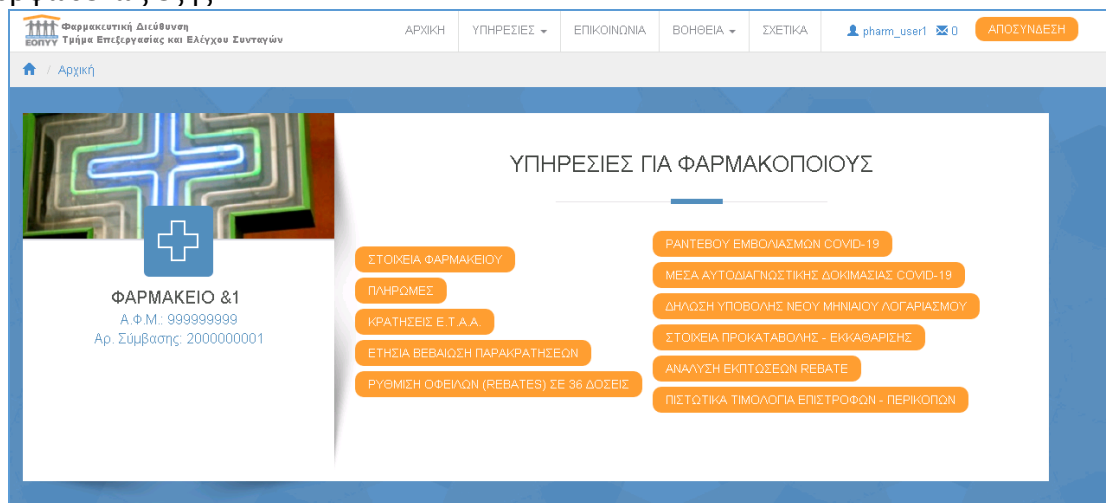 Φαρμακευτική Διεύθυνση
ΕΟΠΥΥ Τμήμα Επεξεργασίας και Ελέγχου Συνταγών
ΑΡΧΙΚΗ ΥΠΗΡΕΣΙΕΣ ΕΠΙΚΟΙΝΩΝΙΑ ΒΟΗΘΕΙΑ ΣΧΕΤΙΚΑ pharm_user1 0 ΑΠΟΣΥΝΔΕΣΗ
/ Αρχική
ΥΠΗΡΕΣΙΕΣ ΓΙΑ ΦΑΡΜΑΚΟΠΟΙΟΥΣ
ΦΑΡΜΑΚΕΙΟ &1
Α.Φ.Μ.: 999999999
Αρ. Σύμβασης: 2000000001
ΣΤΟΙΧΕΙΑ ΦΑΡΜΑΚΕΙΟΥ
ΠΛΗΡΩΜΕΣ
ΚΡΑΤΗΣΕΙΣ Ε.Τ.Α.Α.
ΕΤΗΣΙΑ ΒΕΒΑΙΩΣΗ ΠΑΡΑΚΡΑΤΗΣΕΩΝ
ΡΥΘΜΙΣΗ ΟΦΕΙΛΩΝ (REBATES) ΣΕ 36 ΔΟΣΕΙΣ
ΡΑΝΤΕΒΟΥ ΕΜΒΟΛΙΑΣΜΩΝ COVID-19
ΜΕΣΑ ΑΥΤΟΔΙΑΓΝΩΣΤΙΚΗΣ ΔΟΚΙΜΑΣΙΑΣ COVID-19
ΔΗΛΩΣΗ ΥΠΟΒΟΛΗΣ ΝΕΟΥ ΜΗΝΙΑΙΟΥ ΛΟΓΑΡΙΑΣΜΟΥ
ΣΤΟΙΧΕΙΑ ΠΡΟΚΑΤΑΒΟΛΗΣ - ΕΚΚΑΘΑΡΙΣΗΣ
ΑΝΑΛΥΣΗ ΕΚΠΤΩΣΕΩΝ REBATE
ΠΙΣΤΩΤΙΚΑ ΤΙΜΟΛΟΓΙΑ ΕΠΙΣΤΡΟΦΩΝ - ΠΕΡΙΚΟΠΩΝ